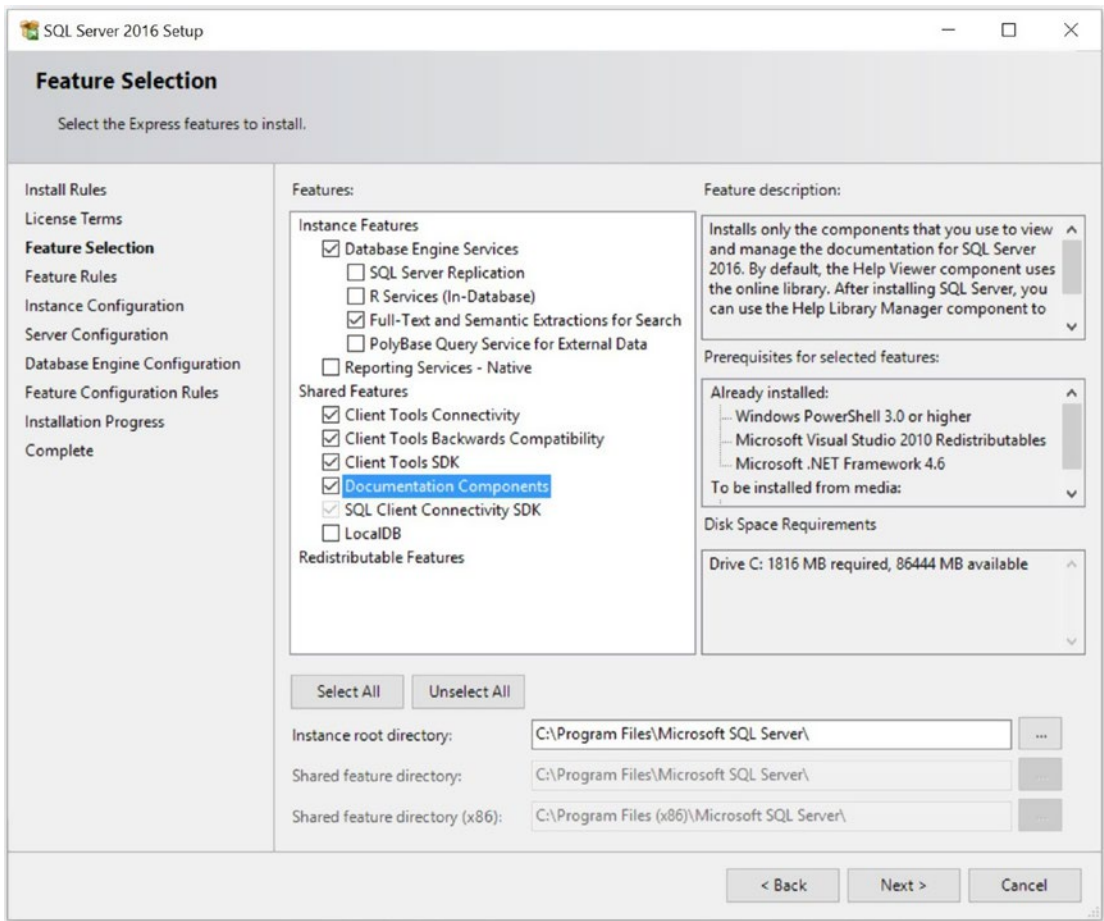 SQL Server 2016 Setup
Feature Selection
Select the Express features to install.
Install Rules
License Terms
Feature Selection
Feature Rules
Instance Configuration
Server Configuration
Database Engine Configuration
Feature Configuration Rules
Installation Progress
Complete
Features:
Instance Features
Database Engine Services
SQL Server Replication
R Services (In-Database)
Full-Text and Semantic Extractions for Search
PolyBase Query Service for External Data
Reporting Services - Native
Shared Features
Client Tools Connectivity
Client Tools Backwards Compatibility
Client Tools SDK
Documentation Components
SQL Client Connectivity SDK
LocalDB
Redistributable Features
Feature description:
Installs only the components that you use to view
and manage the documentation for SQL Server
2016. By default, the Help Viewer component uses
the online library. After installing SQL Server, you
can use the Help Library Manager component to
Prerequisites for selected features:
Already installed:
Windows PowerShell 3.0 or higher
Microsoft Visual Studio 2010 Redistributables
Microsoft .NET Framework 4.6
To be installed from media:
Disk Space Requirements
Drive C: 1816 MB required, 86444 MB available
Select All
Unselect All
Instance root directory:
C:\Program Files\Microsoft SQL Server\
...
Shared feature directory:
C:\Program Files\Microsoft SQL Server\
...
Shared feature directory (x86):
C:\Program Files (x86)\Microsoft SQL Server\
...
< Back
Next >
Cancel